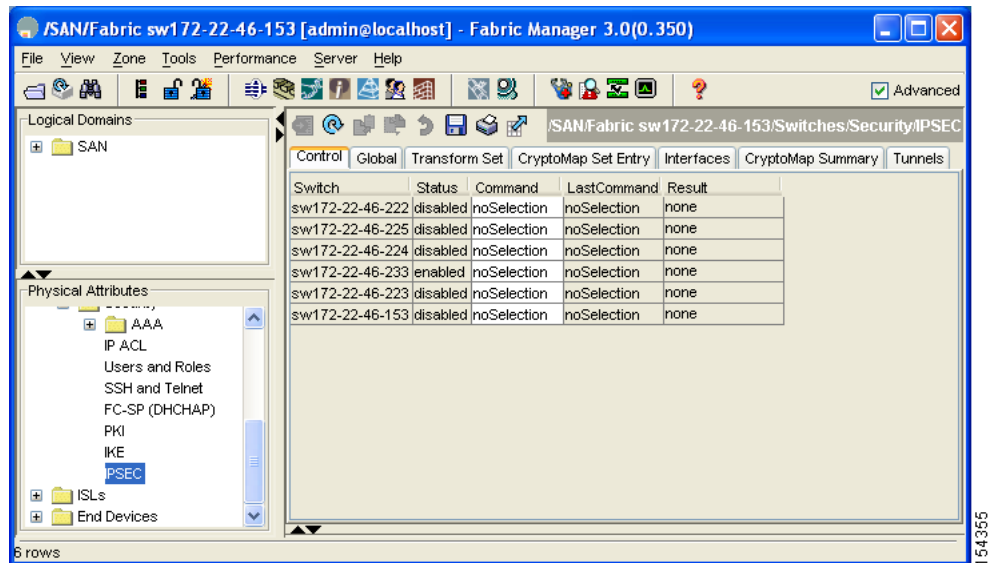 /SAN/Fabric sw172-22-46-153 [admin@localhost] - Fabric Manager 3.0(0.350)
File View Zone Tools Performance Server Help
Advanced
Logical Domains
SAN
/SAN/Fabric sw172-22-46-153/Switches/Security/IPSEC
Control Global Transform Set CryptoMap Set Entry Interfaces CryptoMap Summary Tunnels
Switch Status Command LastCommand Result
sw172-22-46-222 disabled noSelection noSelection none
sw172-22-46-225 disabled noSelection noSelection none
sw172-22-46-224 disabled noSelection noSelection none
sw172-22-46-233 enabled noSelection noSelection none
sw172-22-46-223 disabled noSelection noSelection none
sw172-22-46-153 disabled noSelection noSelection none
Physical Attributes
AAA
IP ACL
Users and Roles
SSH and Telnet
FC-SP (DHCHAP)
PKI
IKE
IPSEC
ISLs
End Devices
6 rows
154355